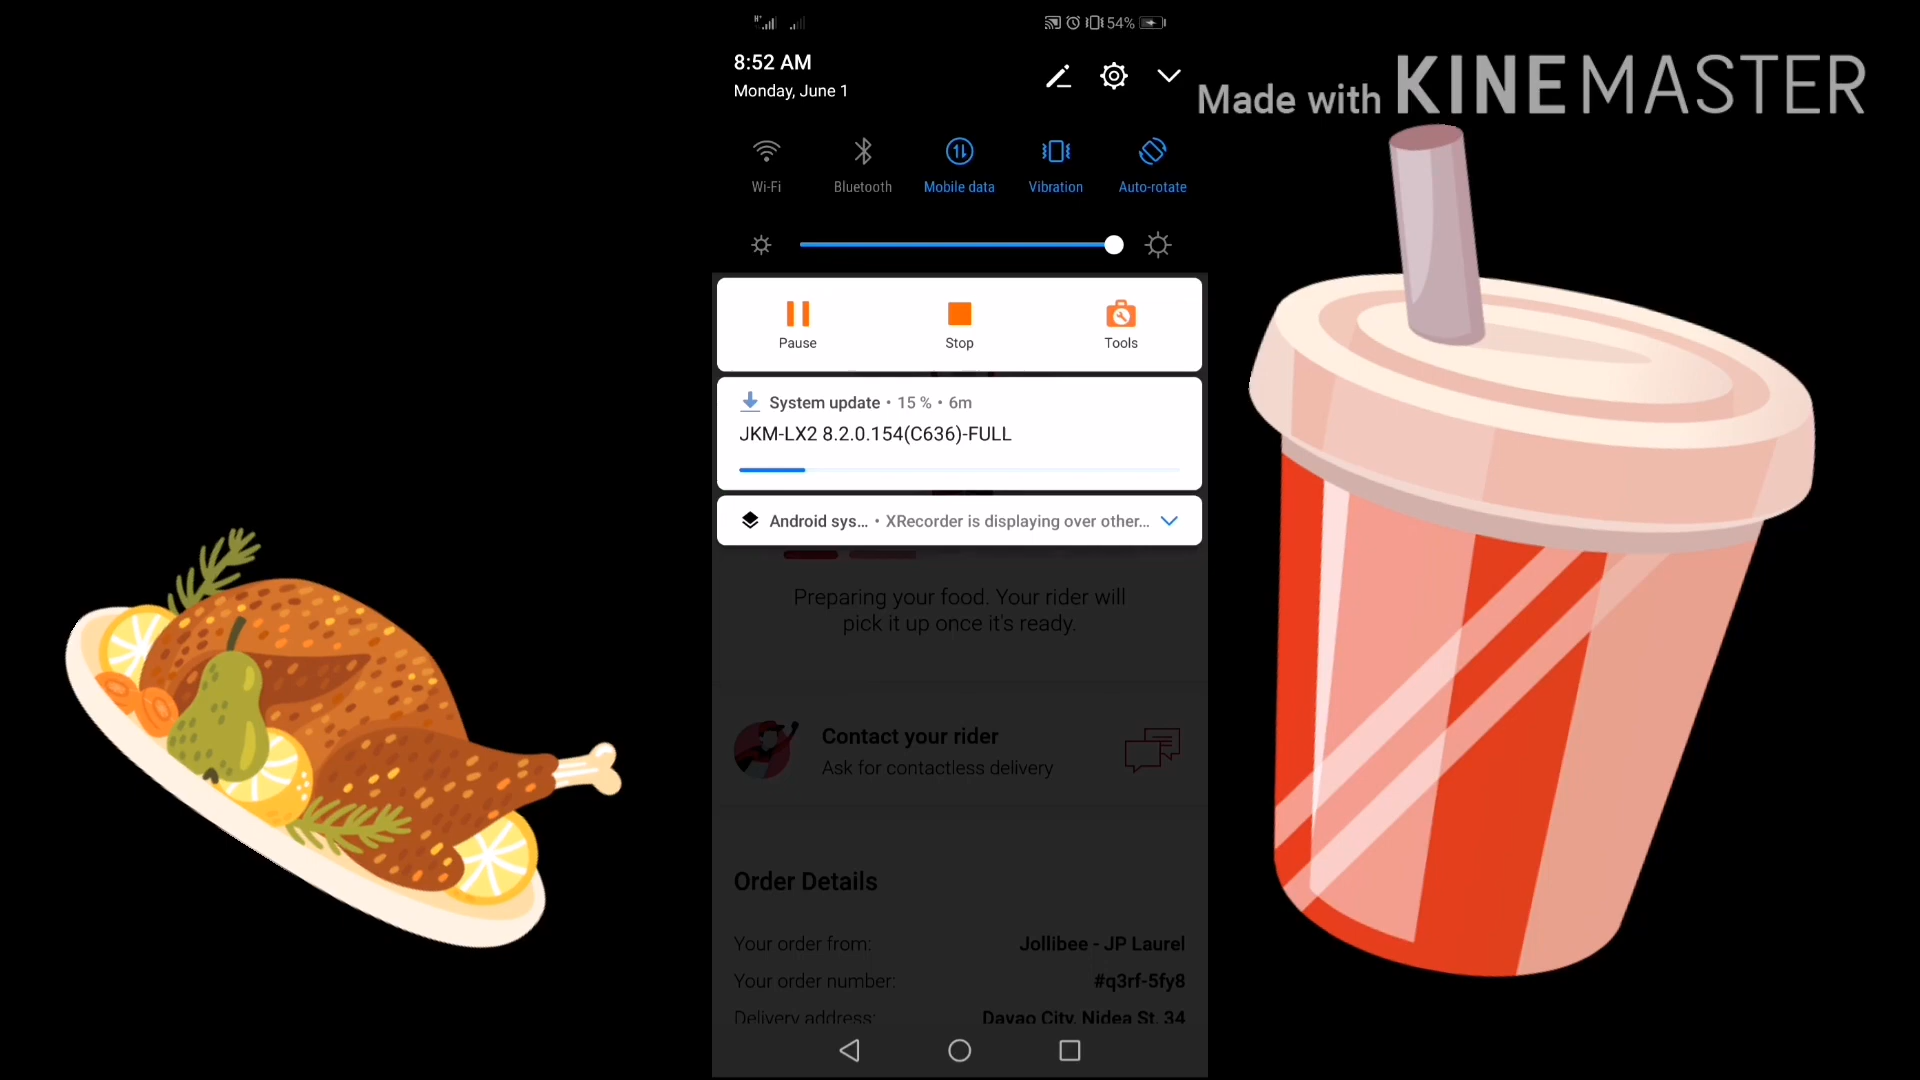 54%
8:52 AM
Monday, June 1
Made with KINEMASTER
Wi-Fi
Bluetooth
Mobile data
Vibration
Auto-rotate
Pause
Stop
Tools
System update • 15 % • 6m
JKM-LX2 8.2.0.154(C636)-FULL
Android sys... • XRecorder is displaying over other...
Preparing your food. Your rider will
pick it up once it's ready.
Contact your rider
Ask for contactless delivery
Order Details
Your order from: Jollibee - JP Laurel
Your order number: #q3rf-5fy8
Delivery address: Davao City, Nidea St. 34